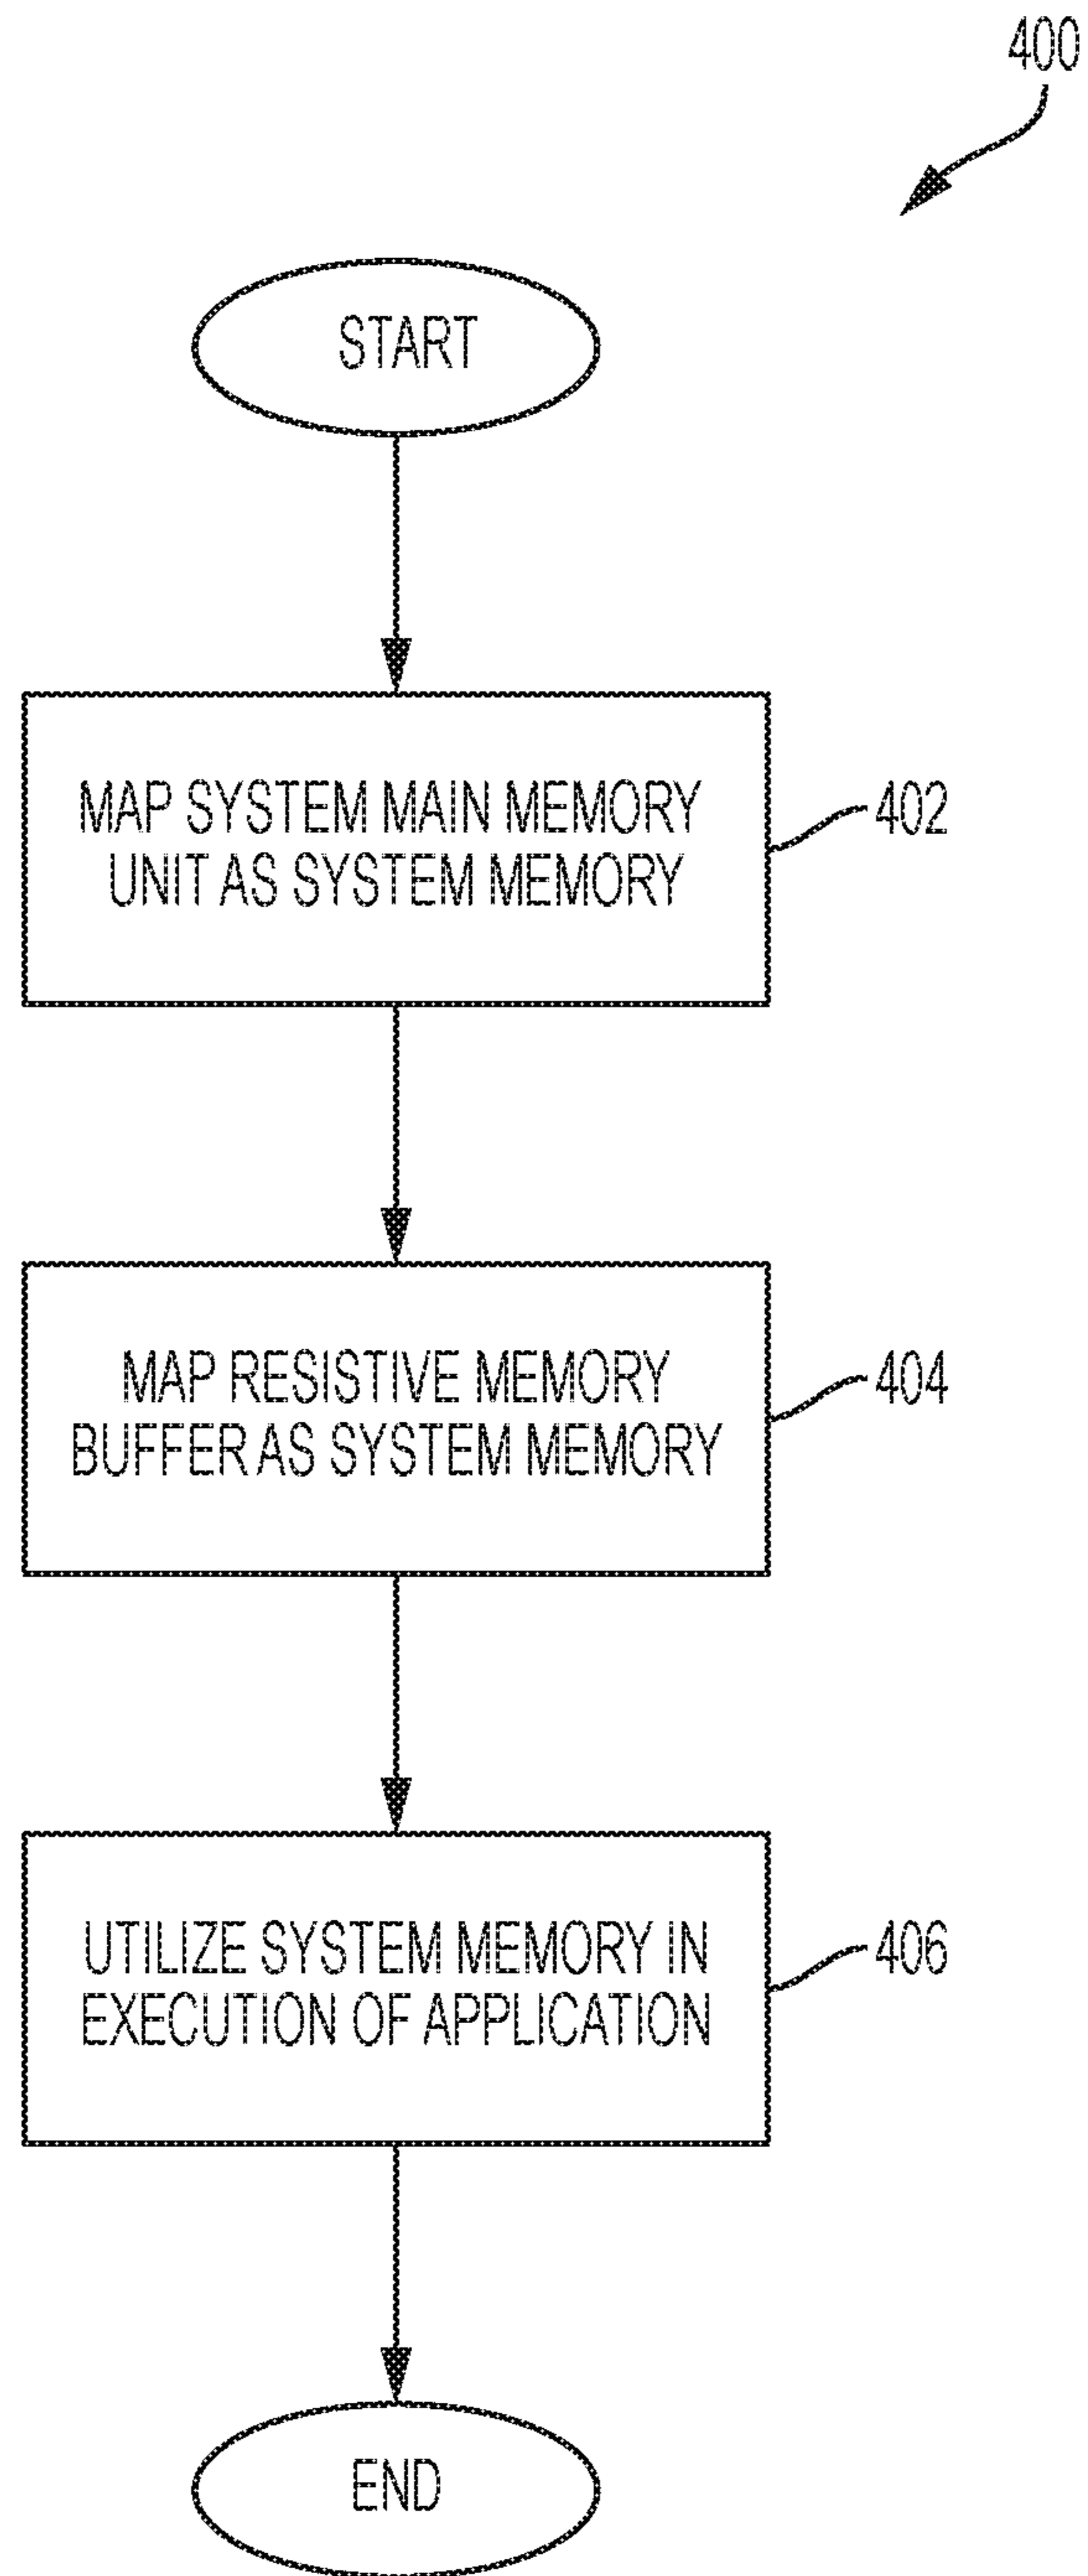 400
START
MAP SYSTEM MAIN MEMORY
UNIT AS SYSTEM MEMORY
402
MAP RESISTIVE MEMORY
BUFFER AS SYSTEM MEMORY
404
UTILIZE SYSTEM MEMORY IN
EXECUTION OF APPLICATION
406
END